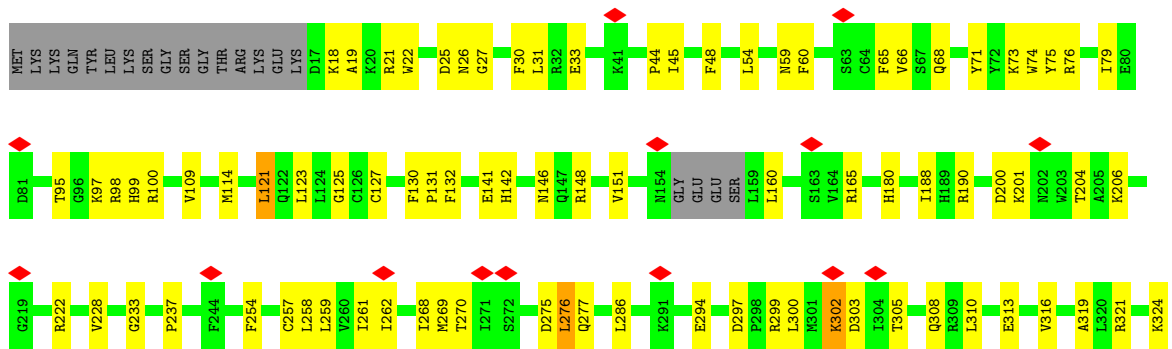 MET LYS LYS GLN TYR LEU LYS SER GLY SER GLY THR ARG LYS GLU LYS D17 K18 A19 K20 R21 W22 D25 N26 G27 F30 L31 R32 E33 K41 P44 I45 F48 L54 N59 F60 S63 C64 F65 V66 S67 Q68 Y71 Y72 K73 W74 Y75 R76 I79 E80
D81 T95 G96 K97 R98 H99 R100 V109 M114 L121 Q122 L123 L124 G125 C126 C127 F130 P131 F132 E141 H142 N146 Q147 R148 V151 N154 GLY GLU GLU SER L159 L160 S163 V164 R165 H180 I188 H189 R190 D200 K201 N202 W203 T204 A205 K206
G219 R222 V228 G233 P237 F244 F254 C257 L258 L259 V260 I261 I262 I268 M269 T270 I271 S272 D275 L276 Q277 L286 K291 E294 D297 P298 R299 L300 M301 K302 D303 I304 T305 Q308 R309 L310 E313 V316 A319 L320 R321 K324